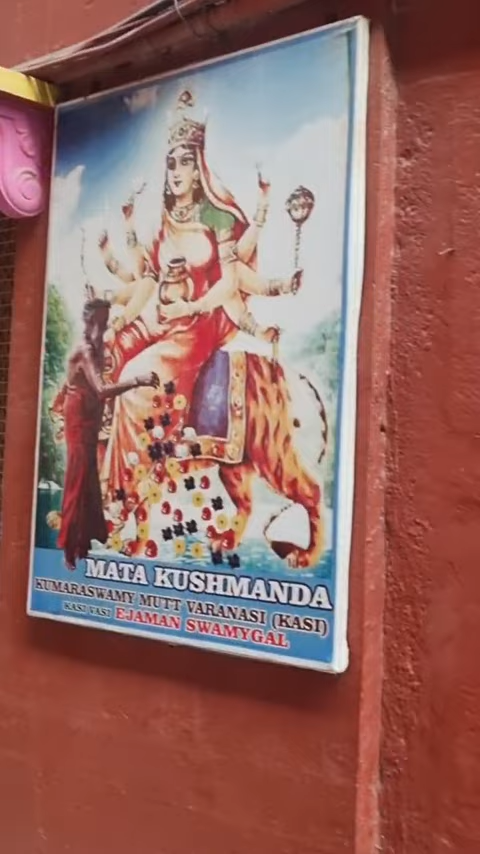 MATA KUSHMANDA
KUMARASWAMY MUTT VARANASI (KASI)
KASI VASI EJAMAN SWAMYGAL